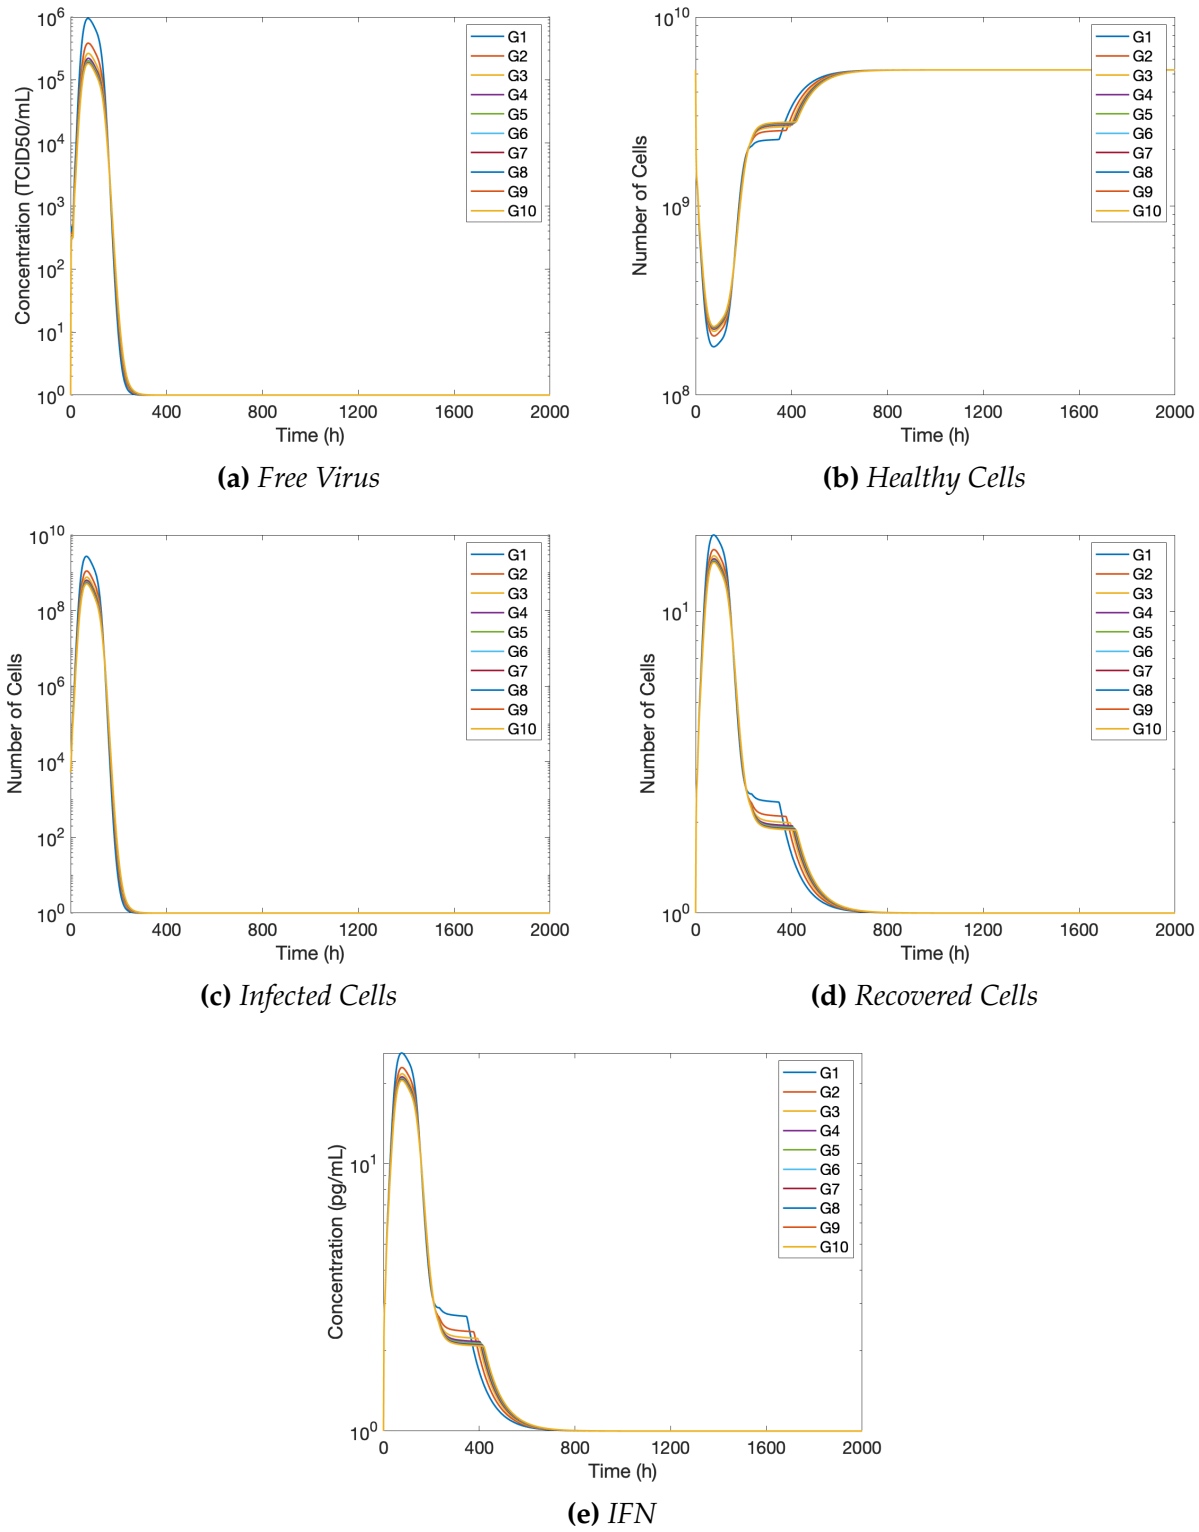 Concentration (TCID50/mL)
10^6
10^5
10^4
10^3
10^2
10^1
10^0
0 400 800 1200 1600 2000
Time (h)
G1
G2
G3
G4
G5
G6
G7
G8
G9
G10
(a) Free Virus
Number of Cells
10^10
10^9
10^8
0 400 800 1200 1600 2000
Time (h)
G1
G2
G3
G4
G5
G6
G7
G8
G9
G10
(b) Healthy Cells
Number of Cells
10^10
10^8
10^6
10^4
10^2
10^0
0 400 800 1200 1600 2000
Time (h)
G1
G2
G3
G4
G5
G6
G7
G8
G9
G10
(c) Infected Cells
Number of Cells
10^1
10^0
0 400 800 1200 1600 2000
Time (h)
G1
G2
G3
G4
G5
G6
G7
G8
G9
G10
(d) Recovered Cells
Concentration (pg/mL)
10^1
10^0
0 400 800 1200 1600 2000
Time (h)
G1
G2
G3
G4
G5
G6
G7
G8
G9
G10
(e) IFN